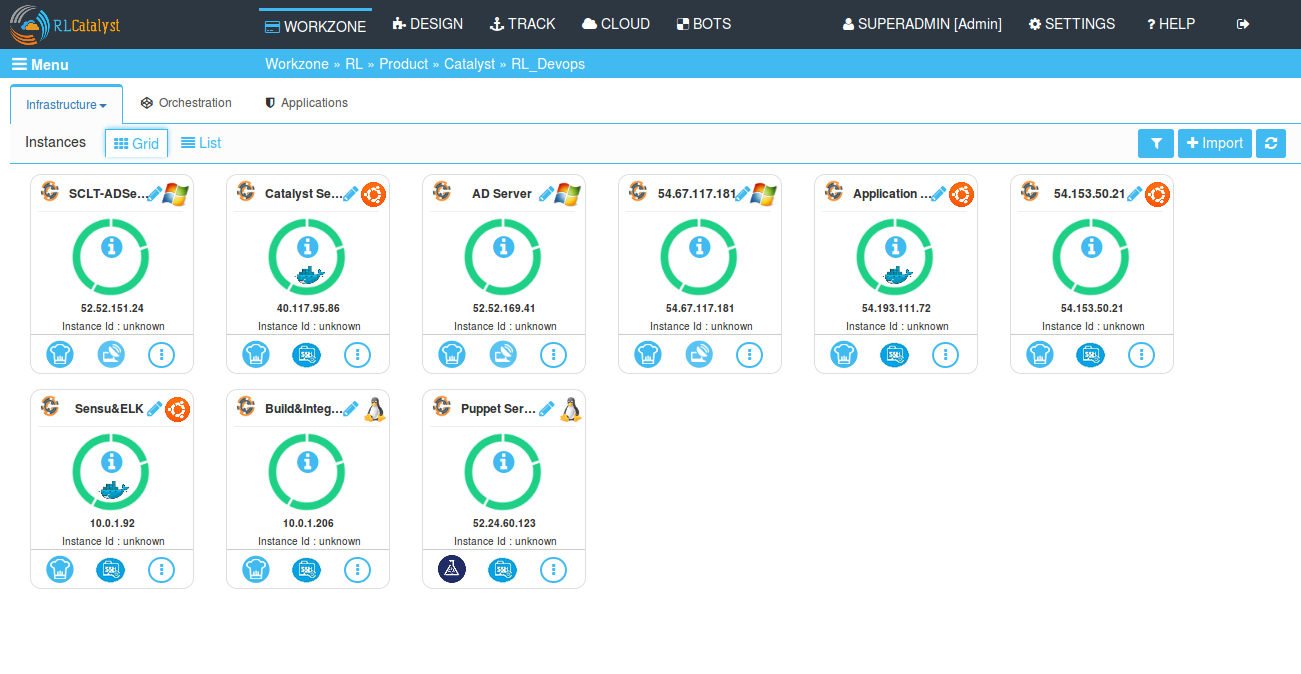 RLCatalyst WORKZONE DESIGN TRACK CLOUD BOTS SUPERADMIN [Admin] SETTINGS ? HELP
Menu Workzone » RL » Product » Catalyst » RL_Devops
Infrastructure Orchestration Applications
Instances Grid List Import
SCLT-ADSe... Catalyst Se... AD Server 54.67.117.181 Application ... 54.153.50.21
52.52.151.24 40.117.95.86 52.52.169.41 54.67.117.181 54.193.111.72 54.153.50.21
Instance Id : unknown Instance Id : unknown Instance Id : unknown Instance Id : unknown Instance Id : unknown Instance Id : unknown
Sensu&ELK Build&Integ... Puppet Ser...
10.0.1.92 10.0.1.206 52.24.60.123
Instance Id : unknown Instance Id : unknown Instance Id : unknown